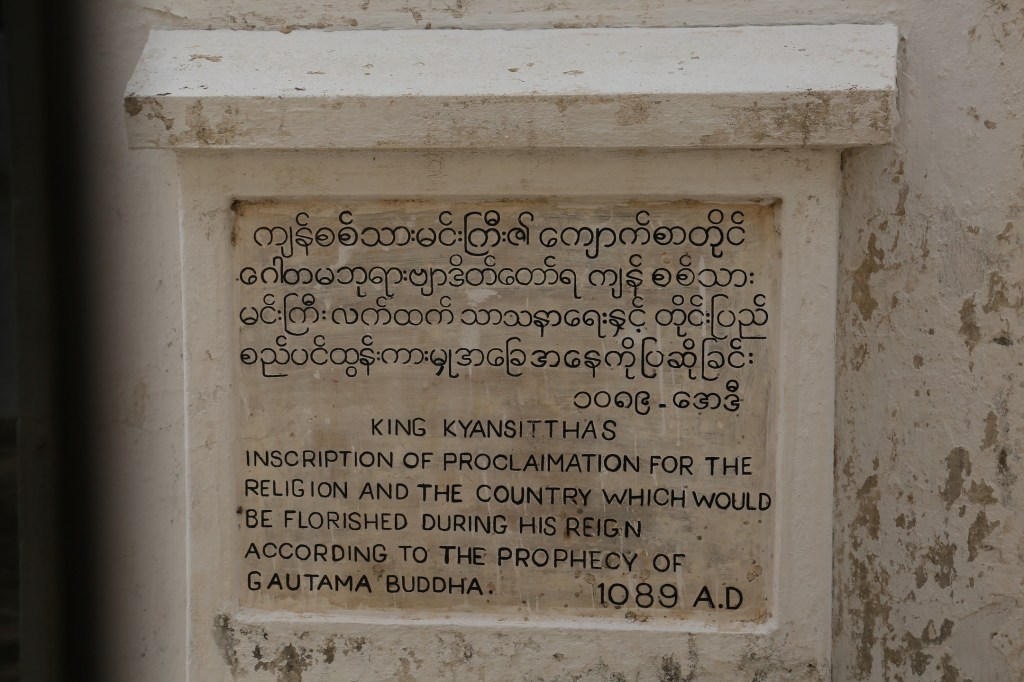 ကျန်စစ်သားမင်းကြီး၏ ကျောက်စာတိုင်
ဂေါတမဘုရားဗျာဒိတ်တော်ရ ကျန် စစ်သား
မင်းကြီးလက်ထက် သာသနာရေးနှင့် တိုင်းပြည်
စည်ပင်ထွန်းကားမှုအခြေအနေကိုပြဆိုခြင်း
၁၀၈၉ - အေဒီ
KING KYANSITTHAS
INSCRIPTION OF PROCLAIMATION FOR THE
RELIGION AND THE COUNTRY WHICH WOULD
BE FLORISHED DURING HIS REIGN
ACCORDING TO THE PROPHECY OF
GAUTAMA BUDDHA. 1089 A.D